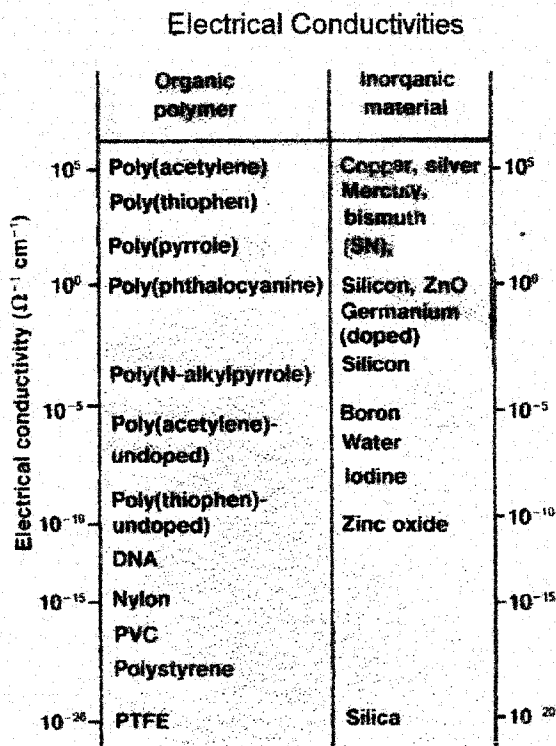 Electrical Conductivities
Organic
polymer
Inorganic
material
Electrical conductivity (Ω⁻¹ cm⁻¹)
10⁵
Poly(acetylene)
Copper, silver
10⁵
Poly(thiophen)
Mercury,
bismuth
Poly(pyrrole)
(SN)ₓ
10⁰
Poly(phthalocyanine)
Silicon, ZnO
10⁰
Germanium
(doped)
Silicon
Poly(N-alkylpyrrole)
10⁻⁵
Boron
10⁻⁵
Poly(acetylene)-
undoped)
Water
Iodine
Poly(thiophen)-
undoped)
10⁻¹⁰
Zinc oxide
10⁻¹⁰
DNA
10⁻¹⁵
Nylon
10⁻¹⁵
PVC
Polystyrene
10⁻²⁰
PTFE
Silica
10⁻²⁰